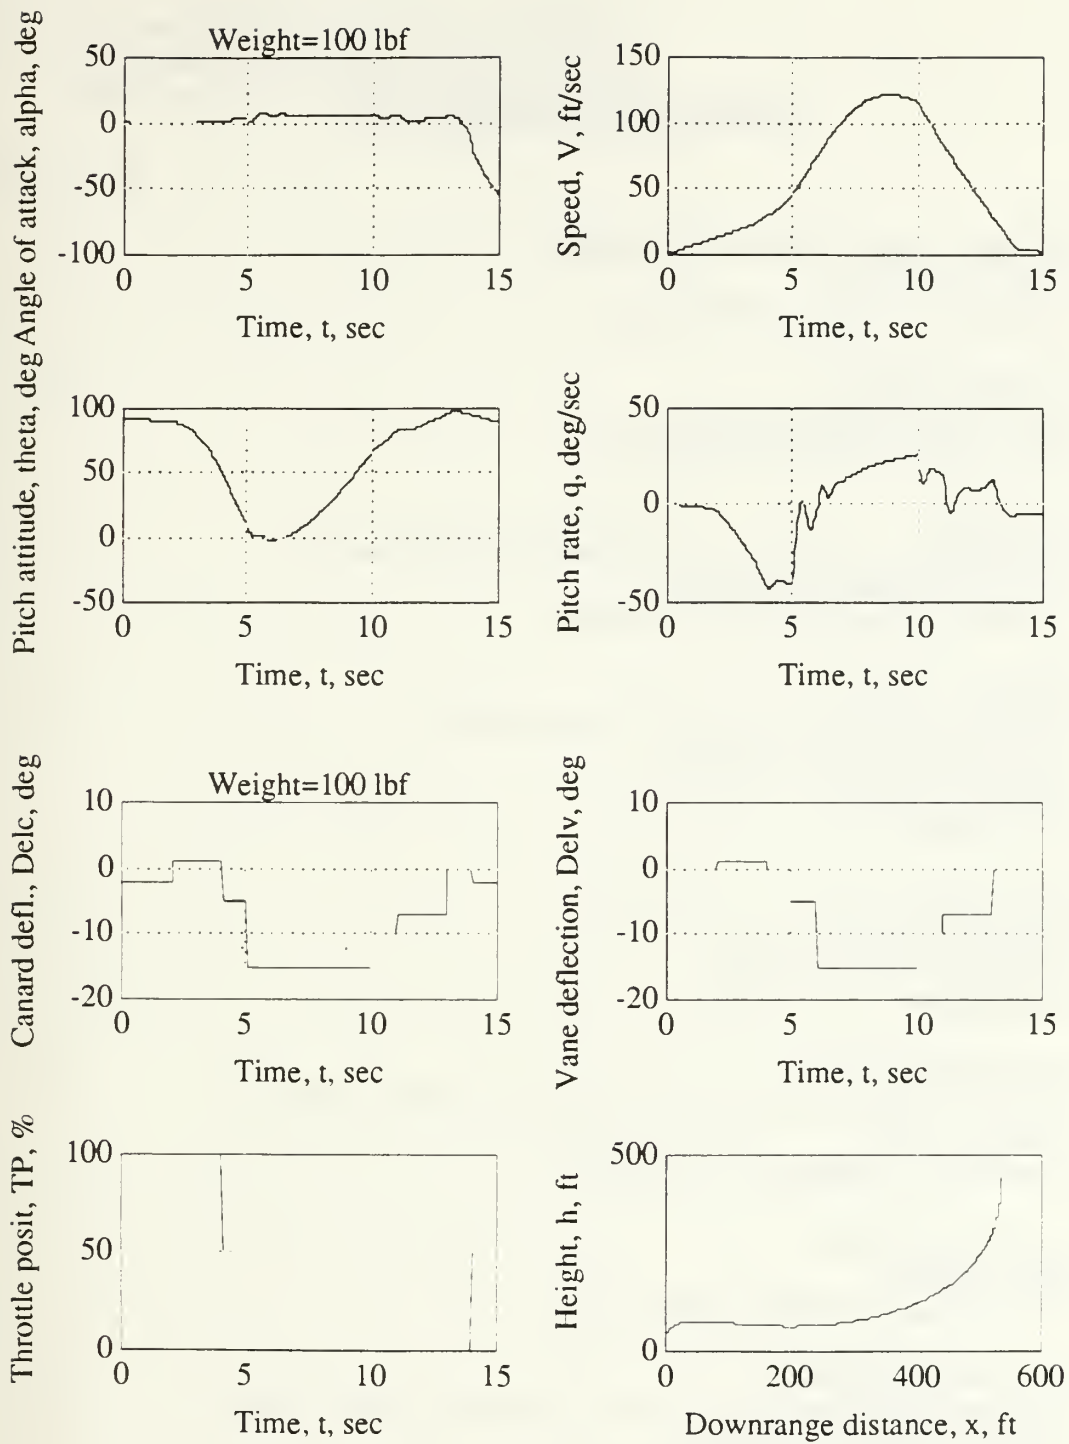 Weight=100 lbf
Angle of attack, alpha, deg
50
0
-50
-100
0 5 10 15
Time, t, sec
Speed, V, ft/sec
150
100
50
0
0 5 10 15
Time, t, sec
Pitch attitude, theta, deg
100
50
0
-50
0 5 10 15
Time, t, sec
Pitch rate, q, deg/sec
50
0
-50
0 5 10 15
Time, t, sec
Weight=100 lbf
Canard defl., Delc, deg
10
0
-10
-20
0 5 10 15
Time, t, sec
Vane deflection, Delv, deg
10
0
-10
-20
0 5 10 15
Time, t, sec
Throttle posit, TP, %
100
50
0
0 5 10 15
Time, t, sec
Height, h, ft
500
0
0 200 400 600
Downrange distance, x, ft